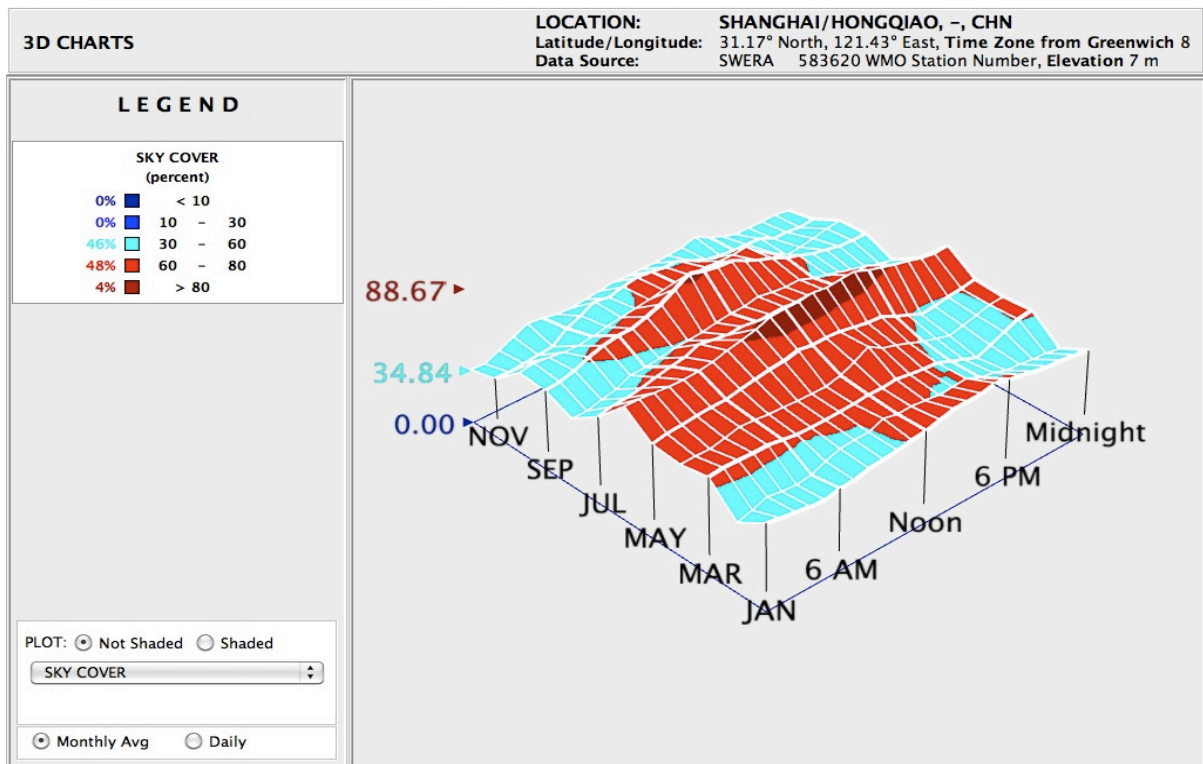 3D CHARTS
LOCATION: SHANGHAI/HONGQIAO, –, CHN
Latitude/Longitude: 31.17° North, 121.43° East, Time Zone from Greenwich 8
Data Source: SWERA 583620 WMO Station Number, Elevation 7 m
LEGEND
SKY COVER
(percent)
0% < 10
0% 10 – 30
46% 30 – 60
48% 60 – 80
4% > 80
PLOT: Not Shaded Shaded
SKY COVER
Monthly Avg Daily
88.67
34.84
0.00
NOV
SEP
JUL
MAY
MAR
JAN
6 AM
Noon
6 PM
Midnight